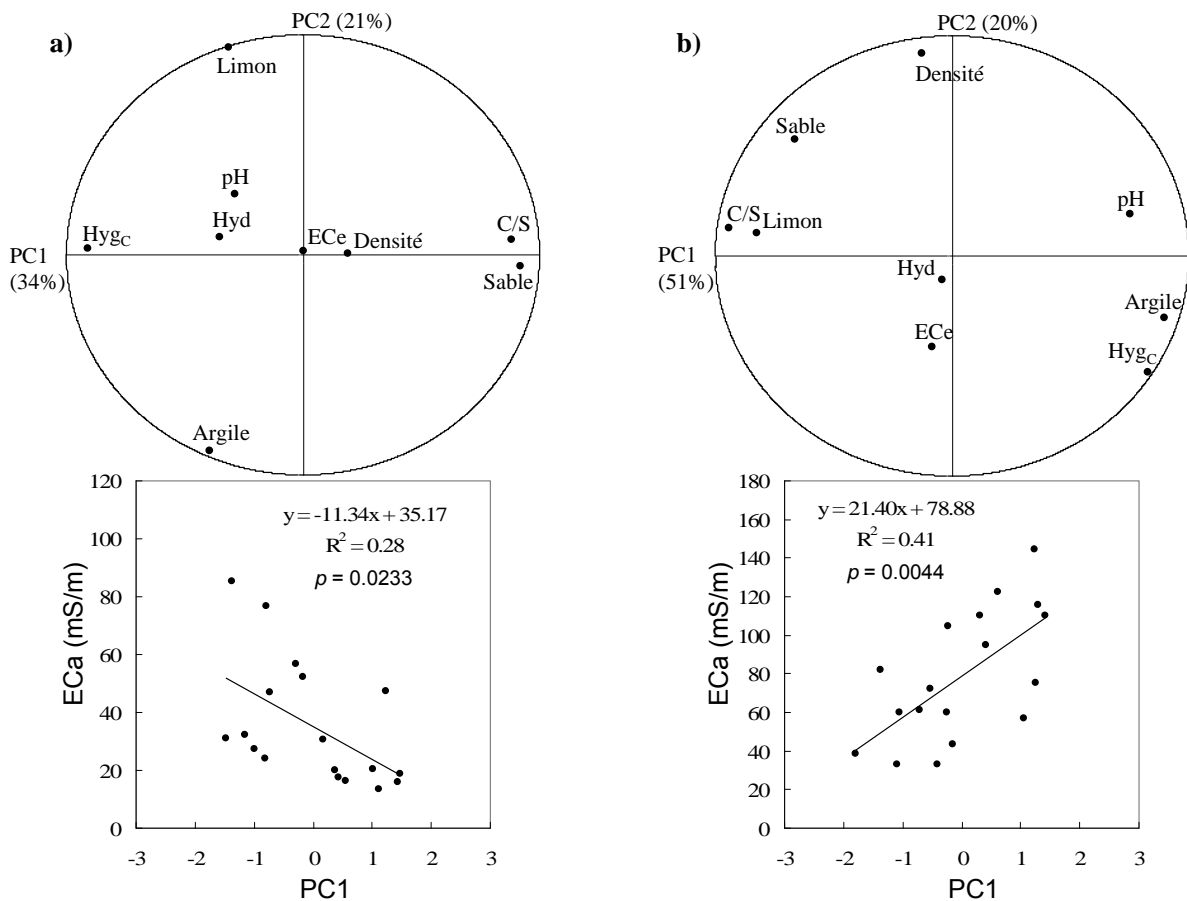 a)
PC2 (21%)
Limon
pH
Hyd
Hyg_C
ECe
Densité
C/S
PC1
(34%)
Sable
Argile
b)
PC2 (20%)
Densité
Sable
pH
C/S
Limon
PC1
(51%)
Hyd
Argile
ECe
Hyg_C
120
100
80
60
40
20
0
ECa (mS/m)
y = -11.34x + 35.17
R² = 0.28
p = 0.0233
-3
-2
-1
0
1
2
3
PC1
180
160
140
120
100
80
60
40
20
0
ECa (mS/m)
y = 21.40x + 78.88
R² = 0.41
p = 0.0044
-3
-2
-1
0
1
2
3
PC1